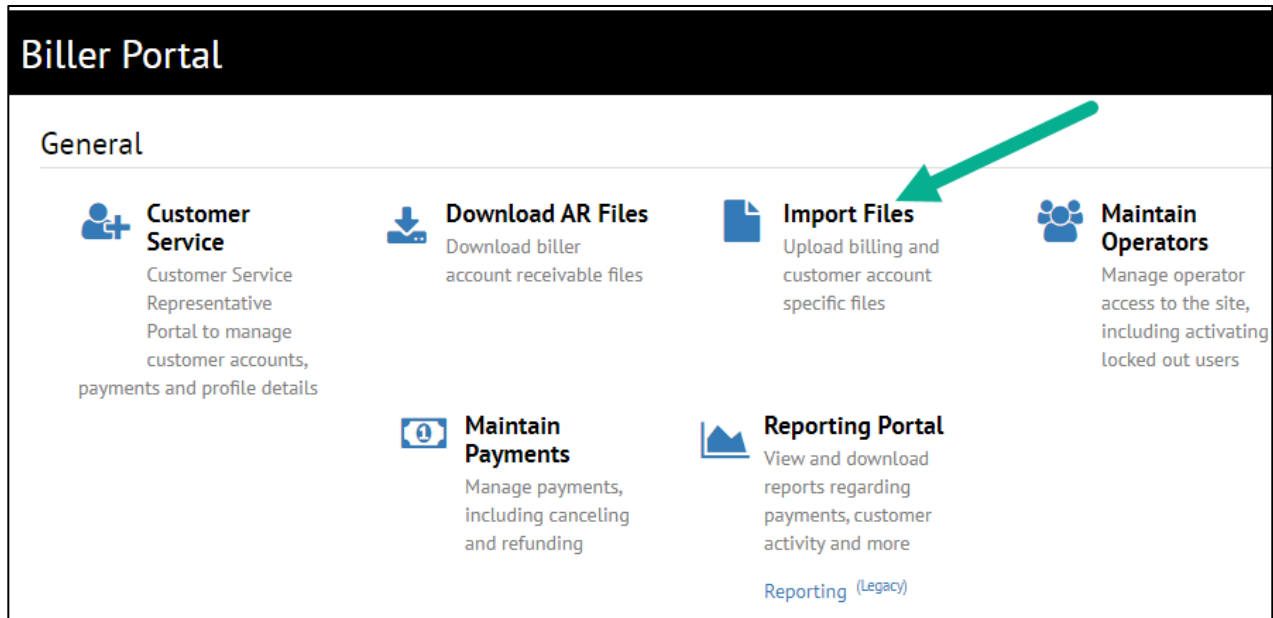 Biller Portal
General
Customer
Service
Customer Service
Representative
Portal to manage
customer accounts,
payments and profile details
Download AR Files
Download biller
account receivable files
Import Files
Upload billing and
customer account
specific files
Maintain
Operators
Manage operator
access to the site,
including activating
locked out users
Maintain
Payments
Manage payments,
including canceling
and refunding
Reporting Portal
View and download
reports regarding
payments, customer
activity and more
Reporting (Legacy)